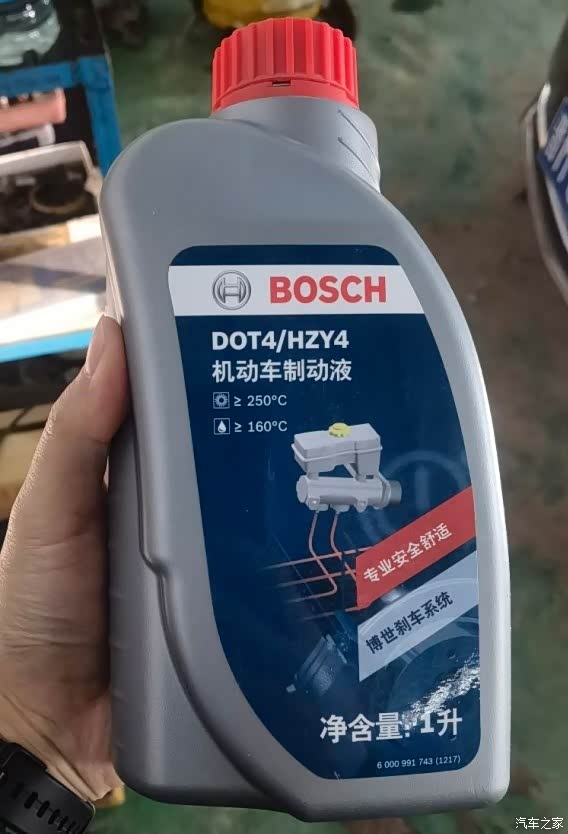 BOSCH
DOT4/HZY4
机动车制动液
≥ 250°C
≥ 160°C
专业安全舒适
博世刹车系统
净含量: 1升
6 000 991 743 (1217)
汽车之家